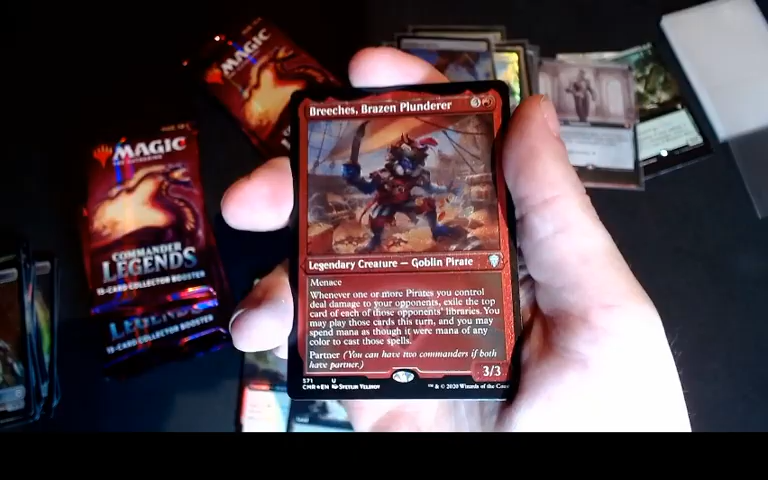 MAGIC
THE GATHERING
COMMANDER
LEGENDS
15-CARD COLLECTOR BOOSTER
LEGENDS
15-CARD COLLECTOR BOOSTER
MAGIC
Breeches, Brazen Plunderer
Legendary Creature — Goblin Pirate
Menace
Whenever one or more Pirates you control
deal damage to your opponents, exile the top
card of each of those opponents' libraries. You
may play those cards this turn, and you may
spend mana as though it were mana of any
color to cast those spells.
Partner (You can have two commanders if both
have partner.)
3/3
571 U
CMR EN
™ & © 2020 Wizards of the